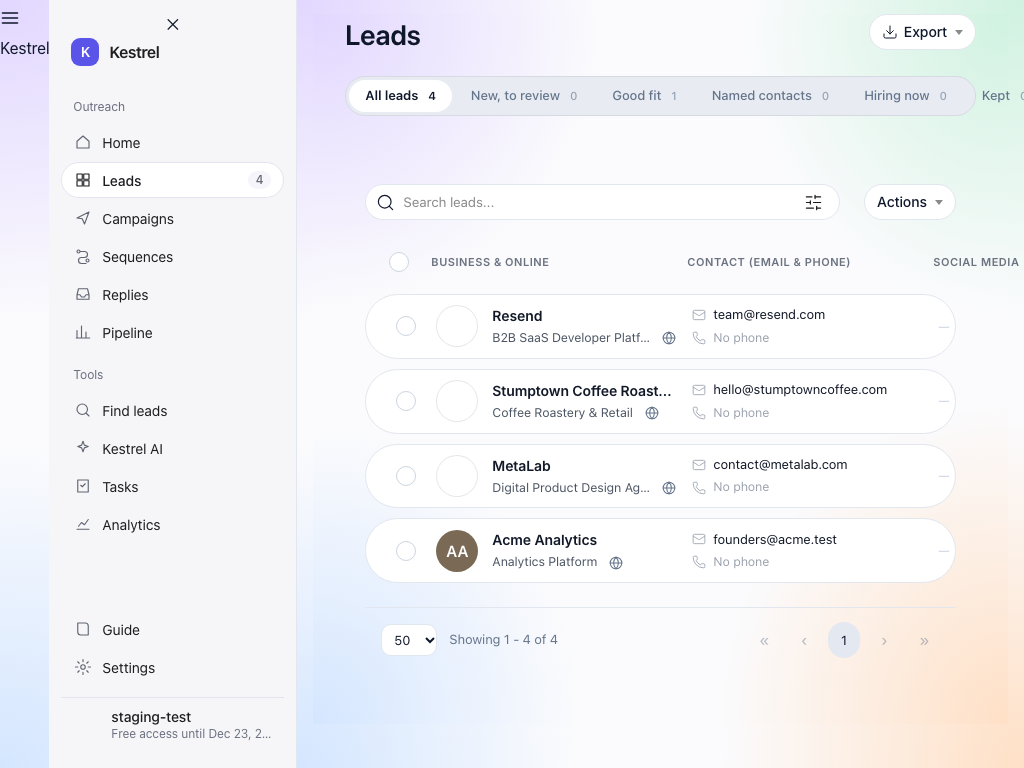 Kestrel
K Kestrel
Outreach
Home
Leads 4
Campaigns
Sequences
Replies
Pipeline
Tools
Find leads
Kestrel AI
Tasks
Analytics
Guide
Settings
staging-test
Free access until Dec 23, 2...
Leads
Export
All leads 4 New, to review 0 Good fit 1 Named contacts 0 Hiring now 0 Kept
Search leads...
Actions
BUSINESS & ONLINE CONTACT (EMAIL & PHONE) SOCIAL MEDIA
Resend
B2B SaaS Developer Platf...
team@resend.com
No phone
—
Stumptown Coffee Roast...
Coffee Roastery & Retail
hello@stumptowncoffee.com
No phone
—
MetaLab
Digital Product Design Ag...
contact@metalab.com
No phone
—
AA
Acme Analytics
Analytics Platform
founders@acme.test
No phone
—
50 Showing 1 - 4 of 4 « ‹ 1 › »